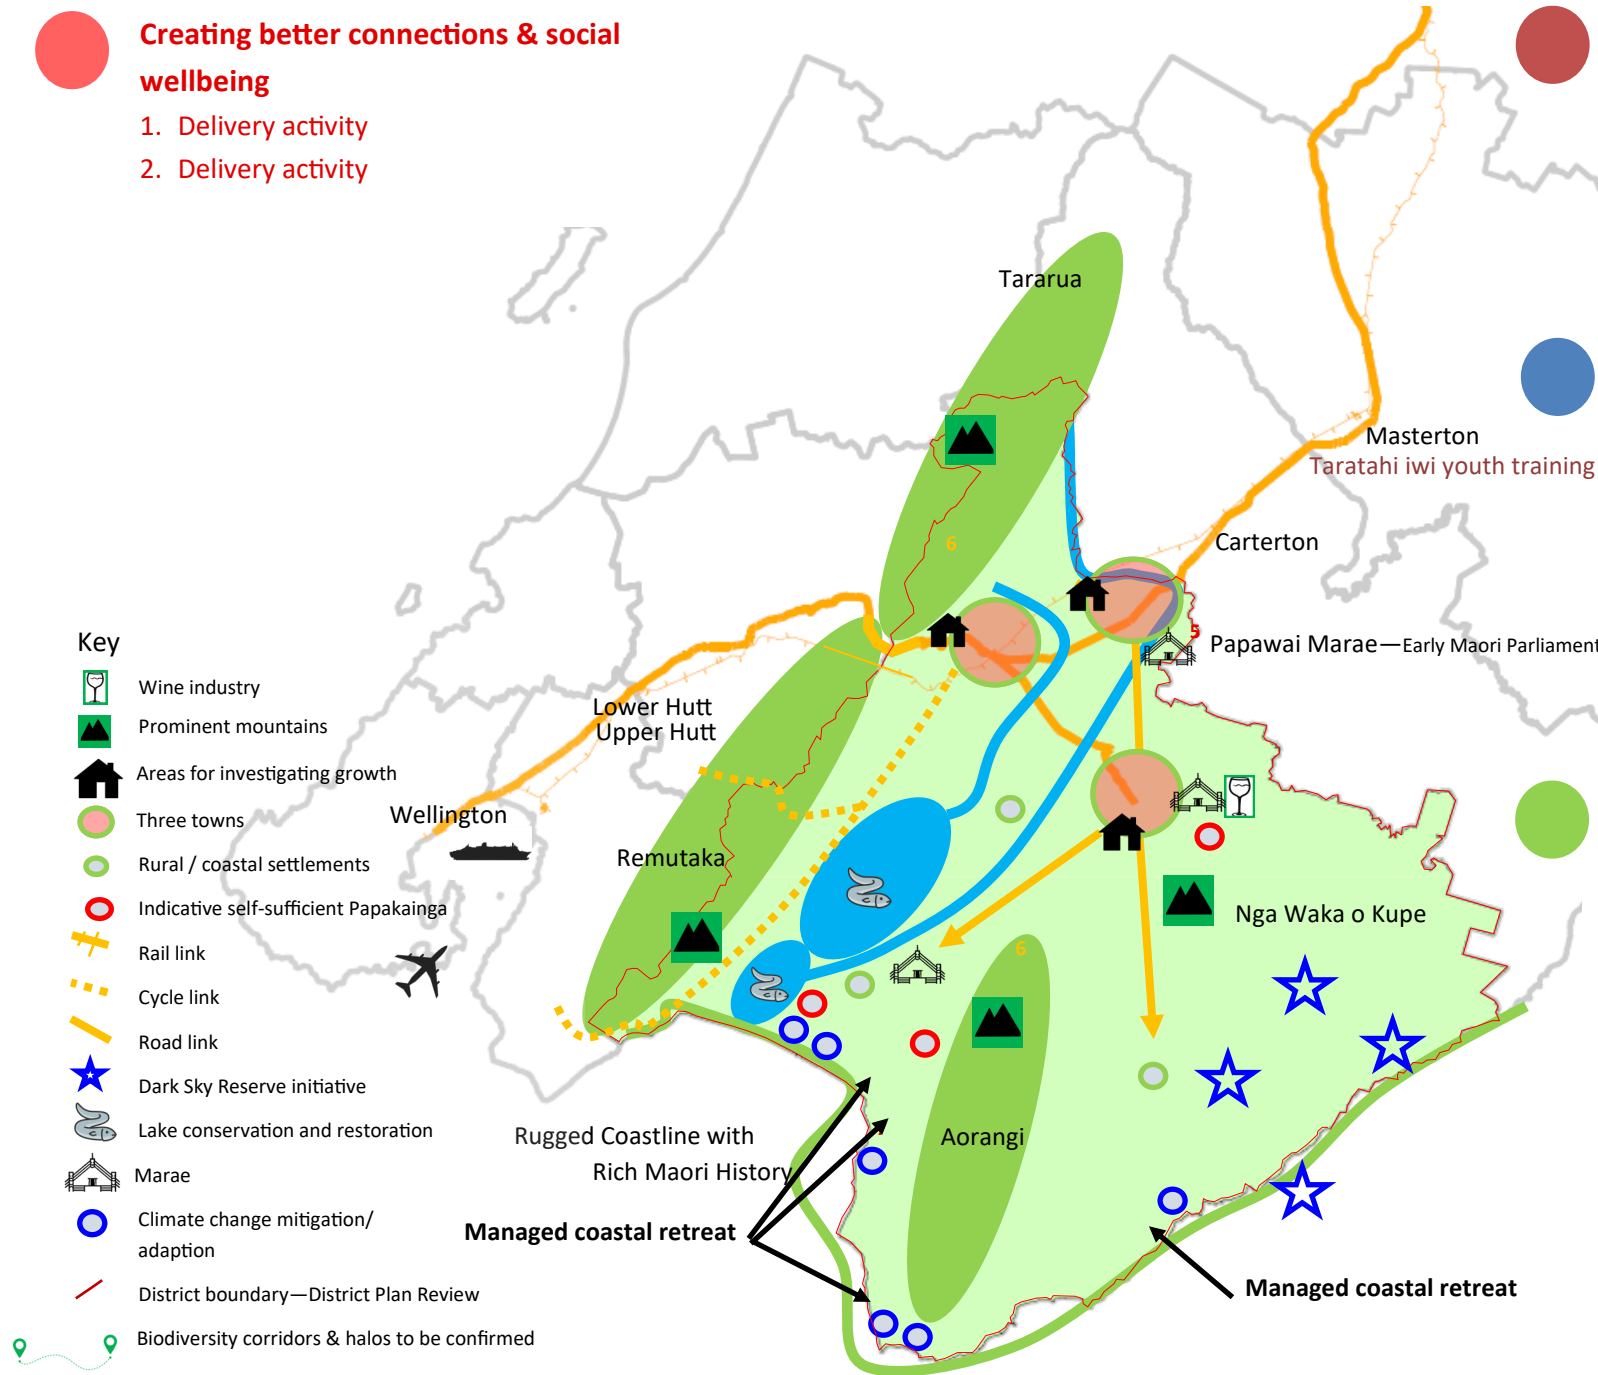 Creating better connections & social
wellbeing
1. Delivery activity
2. Delivery activity
Tararua
Masterton
Taratahi iwi youth training
6
Carterton
5
Papawai Marae—Early Maori Parliament
Lower Hutt
Upper Hutt
Wellington
Remutaka
Nga Waka o Kupe
6
Aorangi
Rugged Coastline with
Rich Maori History
Managed coastal retreat
Managed coastal retreat
Key
Wine industry
Prominent mountains
Areas for investigating growth
Three towns
Rural / coastal settlements
Indicative self-sufficient Papakainga
Rail link
Cycle link
Road link
Dark Sky Reserve initiative
Lake conservation and restoration
Marae
Climate change mitigation/
adaption
District boundary—District Plan Review
Biodiversity corridors & halos to be confirmed